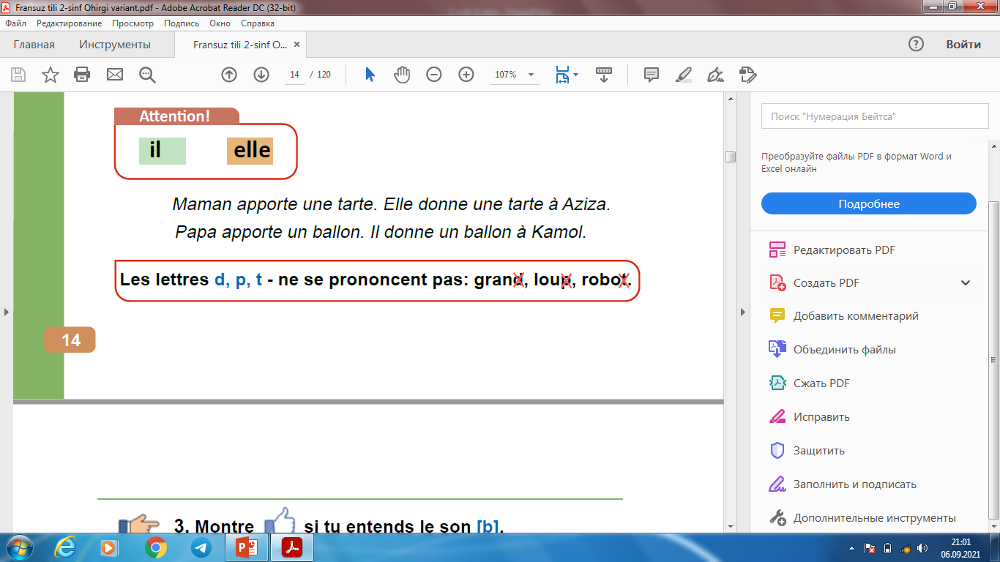 Fransuz tili 2-sinf Ohirgi variant.pdf - Adobe Acrobat Reader DC (32-bit)
Файл Редактирование Просмотр Подпись Окно Справка
Главная Инструменты Fransuz tili 2-sinf O... × Войти
14 / 120 107%
Attention!
il elle
Maman apporte une tarte. Elle donne une tarte à Aziza.
Papa apporte un ballon. Il donne un ballon à Kamol.
Les lettres d, p, t - ne se prononcent pas: grand, loup, robot.
14
3. Montre si tu entends le son [b].
Поиск "Нумерация Бейтса"
Преобразуйте файлы PDF в формат Word и
Excel онлайн
Подробнее
Редактировать PDF
Создать PDF
Добавить комментарий
Объединить файлы
Сжать PDF
Исправить
Защитить
Заполнить и подписать
Дополнительные инструменты
21:01
06.09.2021